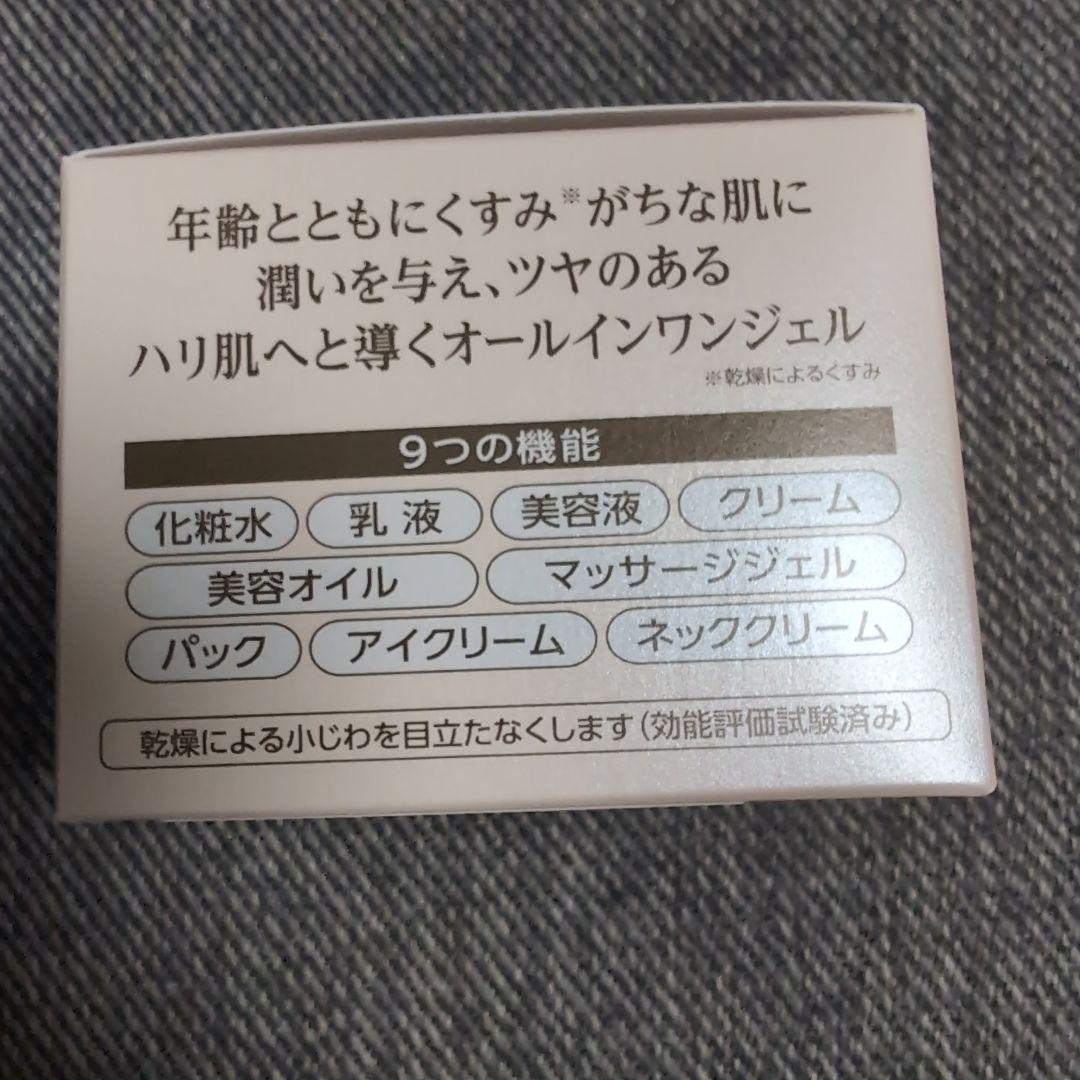 年齢とともにくすみ※がちな肌に
潤いを与え、ツヤのある
ハリ肌へと導くオールインワンジェル
※乾燥によるくすみ
9つの機能
化粧水 乳液 美容液 クリーム
美容オイル マッサージジェル
パック アイクリーム ネッククリーム
乾燥による小じわを目立たなくします(効能評価試験済み)